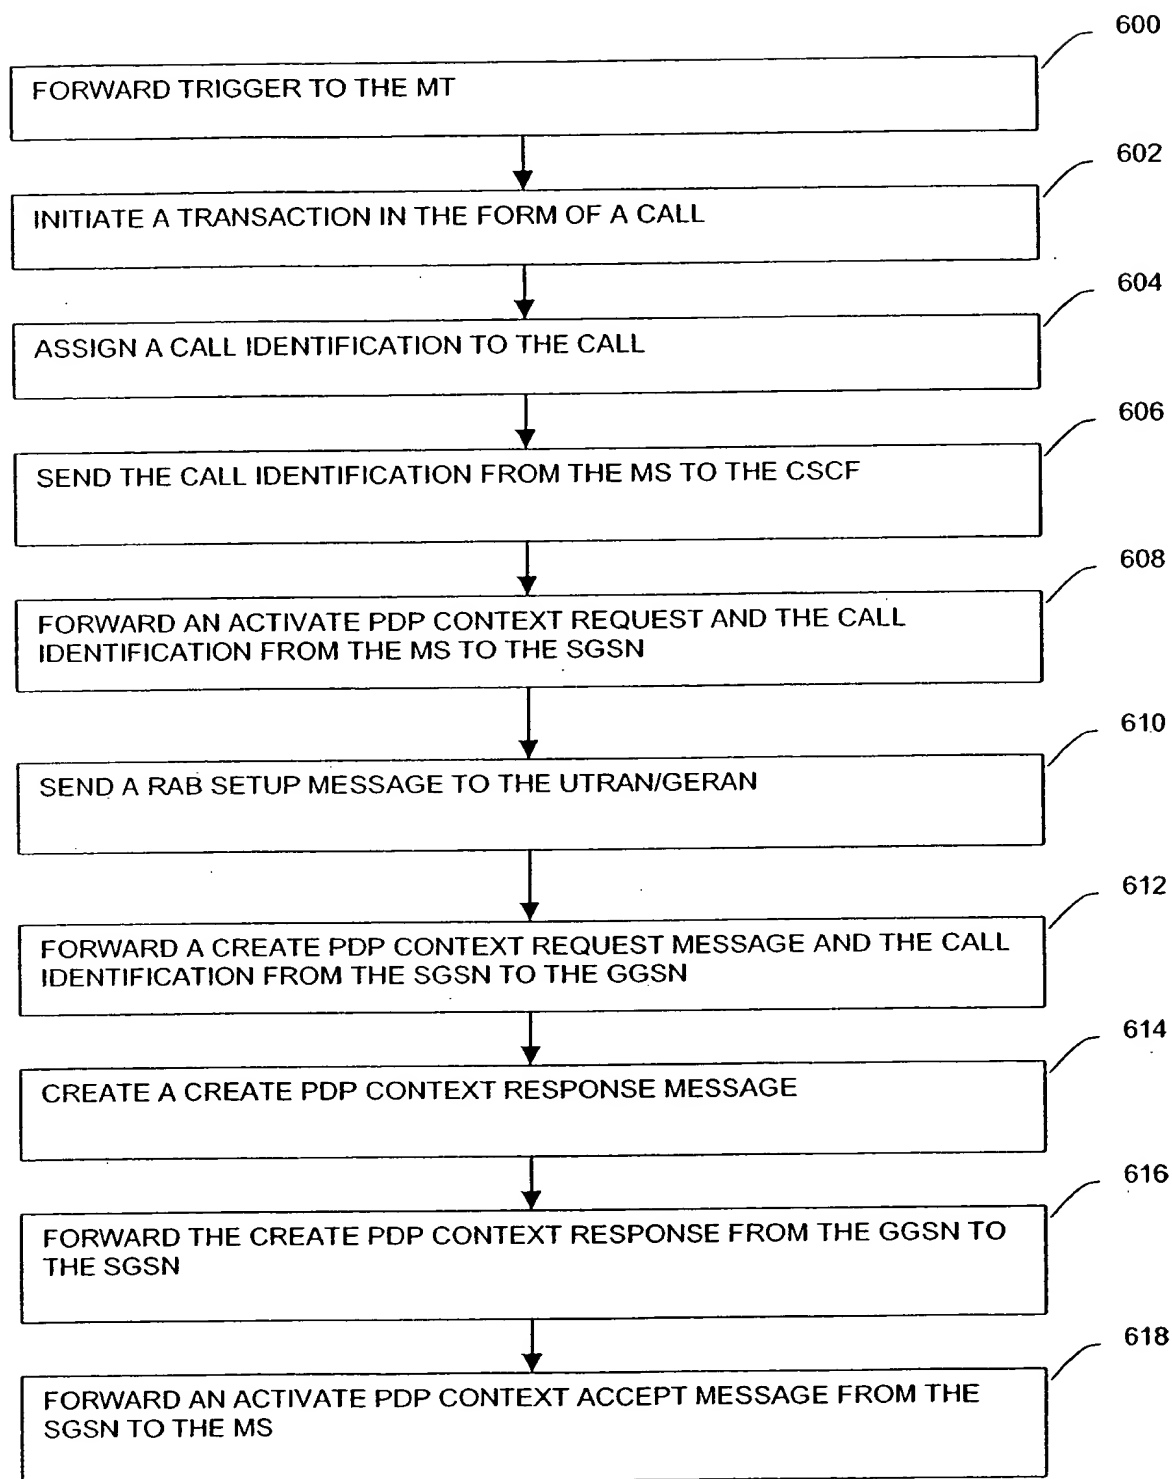 600
FORWARD TRIGGER TO THE MT
602
INITIATE A TRANSACTION IN THE FORM OF A CALL
604
ASSIGN A CALL IDENTIFICATION TO THE CALL
606
SEND THE CALL IDENTIFICATION FROM THE MS TO THE CSCF
608
FORWARD AN ACTIVATE PDP CONTEXT REQUEST AND THE CALL
IDENTIFICATION FROM THE MS TO THE SGSN
610
SEND A RAB SETUP MESSAGE TO THE UTRAN/GERAN
612
FORWARD A CREATE PDP CONTEXT REQUEST MESSAGE AND THE CALL
IDENTIFICATION FROM THE SGSN TO THE GGSN
614
CREATE A CREATE PDP CONTEXT RESPONSE MESSAGE
616
FORWARD THE CREATE PDP CONTEXT RESPONSE FROM THE GGSN TO
THE SGSN
618
FORWARD AN ACTIVATE PDP CONTEXT ACCEPT MESSAGE FROM THE
SGSN TO THE MS